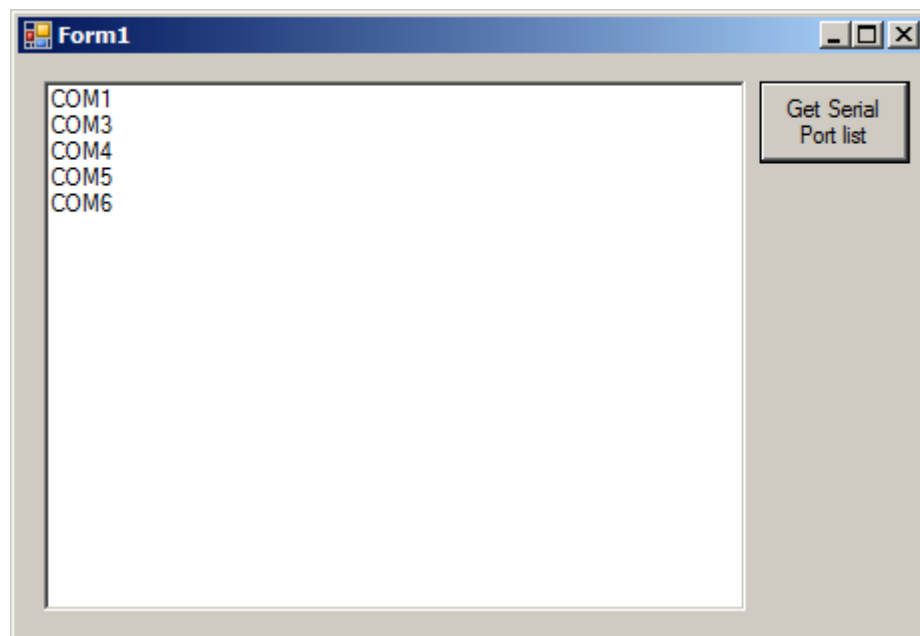 Form1
COM1
COM3
COM4
COM5
COM6
Get Serial
Port list